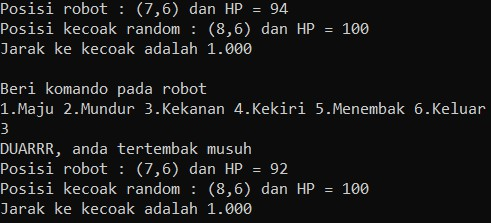 Posisi robot : (7,6) dan HP = 94
Posisi kecoak random : (8,6) dan HP = 100
Jarak ke kecoak adalah 1.000
Beri komando pada robot
1.Maju 2.Mundur 3.Kekanan 4.Kekiri 5.Menembak 6.Keluar
3
DUARRR, anda tertembak musuh
Posisi robot : (7,6) dan HP = 92
Posisi kecoak random : (8,6) dan HP = 100
Jarak ke kecoak adalah 1.000